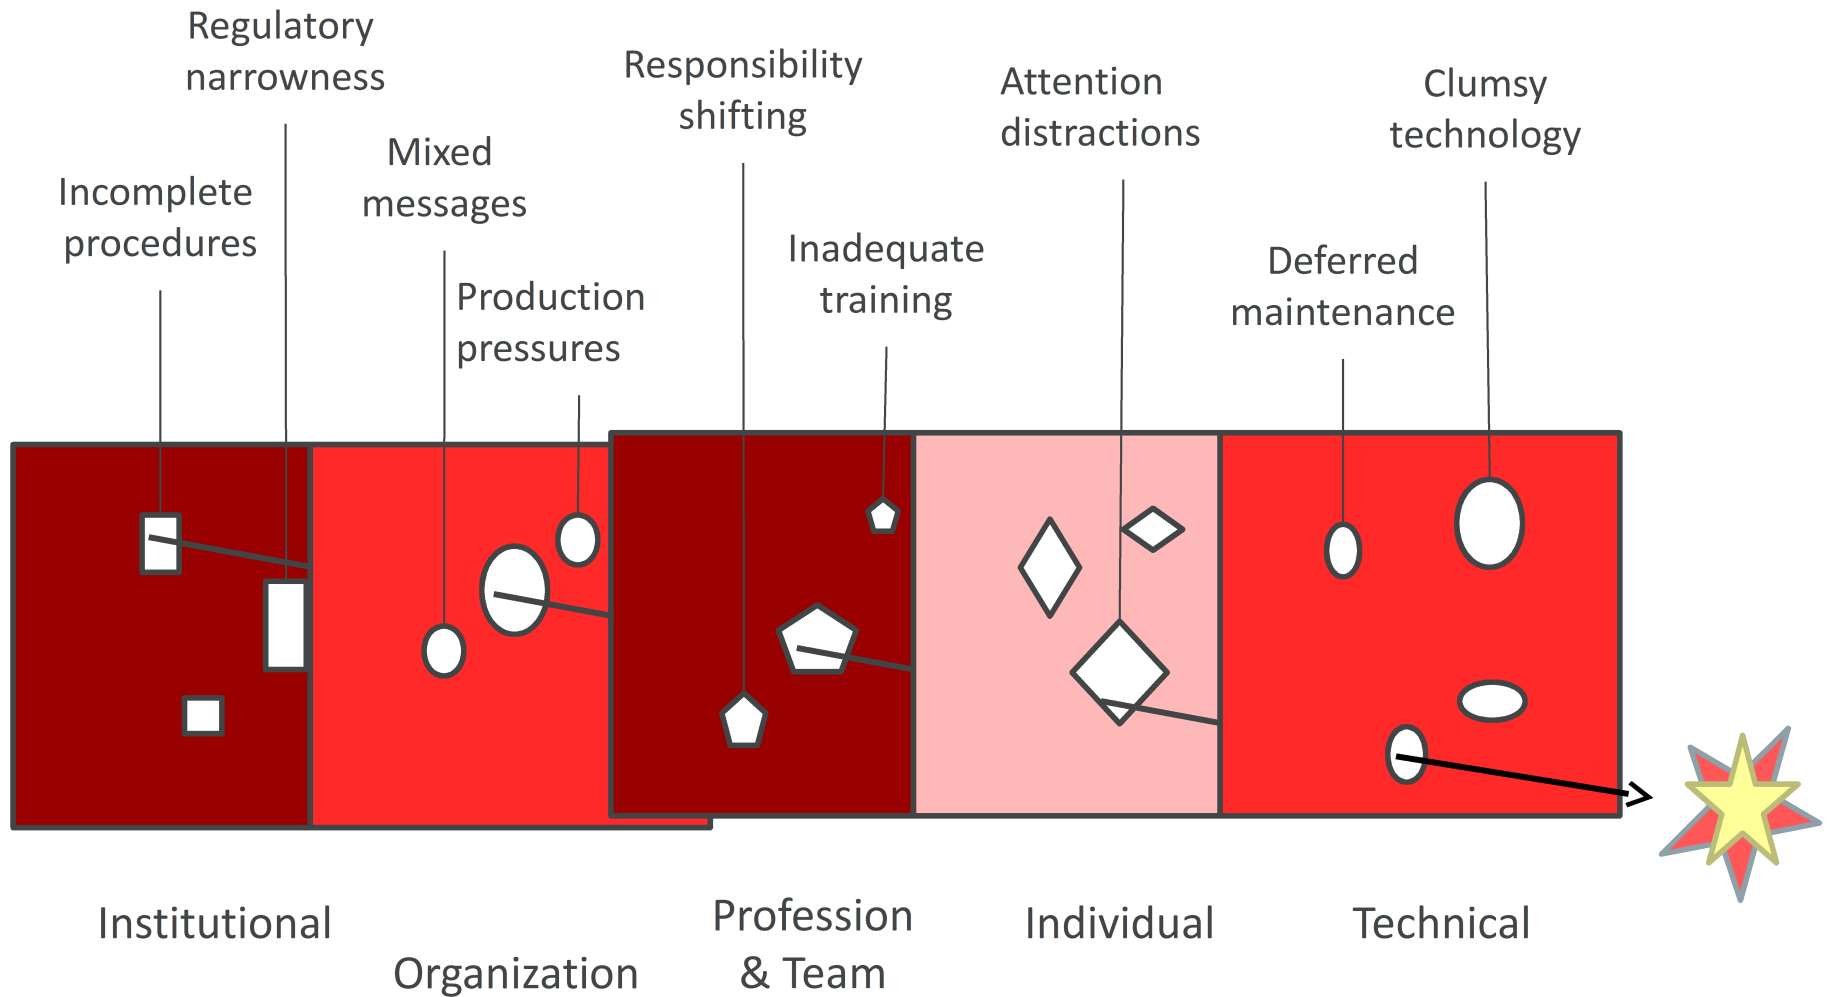 Regulatory
narrowness
Incomplete
procedures
Mixed
messages
Production
pressures
Responsibility
shifting
Inadequate
training
Attention
distractions
Deferred
maintenance
Clumsy
technology
Institutional
Organization
Profession
& Team
Individual
Technical